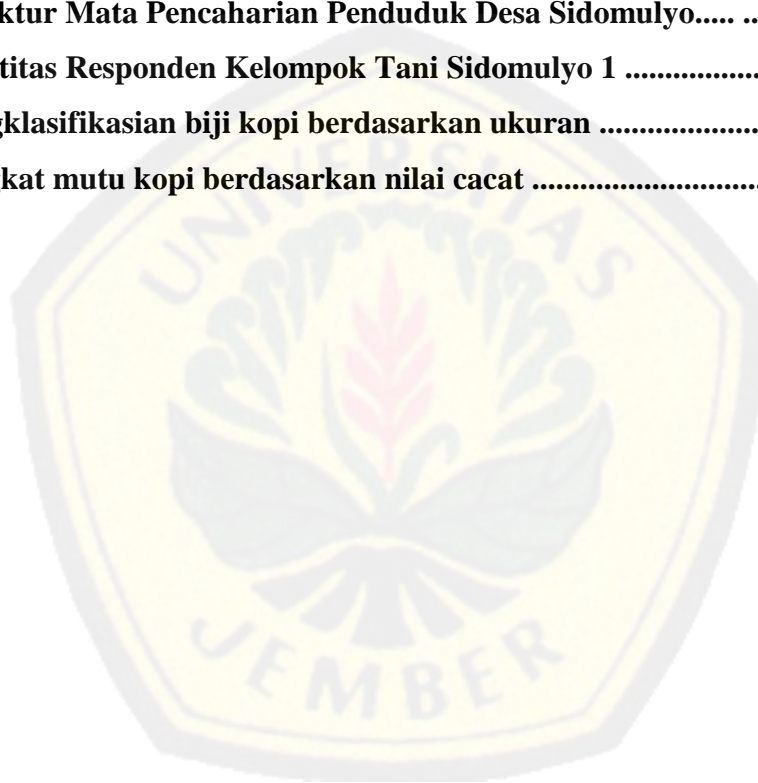 ktur Mata Pencaharian Penduduk Desa Sidomulyo..... ..
titas Responden Kelompok Tani Sidomulyo 1 ..................
gklasifikasian biji kopi berdasarkan ukuran .....................
gkat mutu kopi berdasarkan nilai cacat .............................
UNIVERSITAS
JEMBER